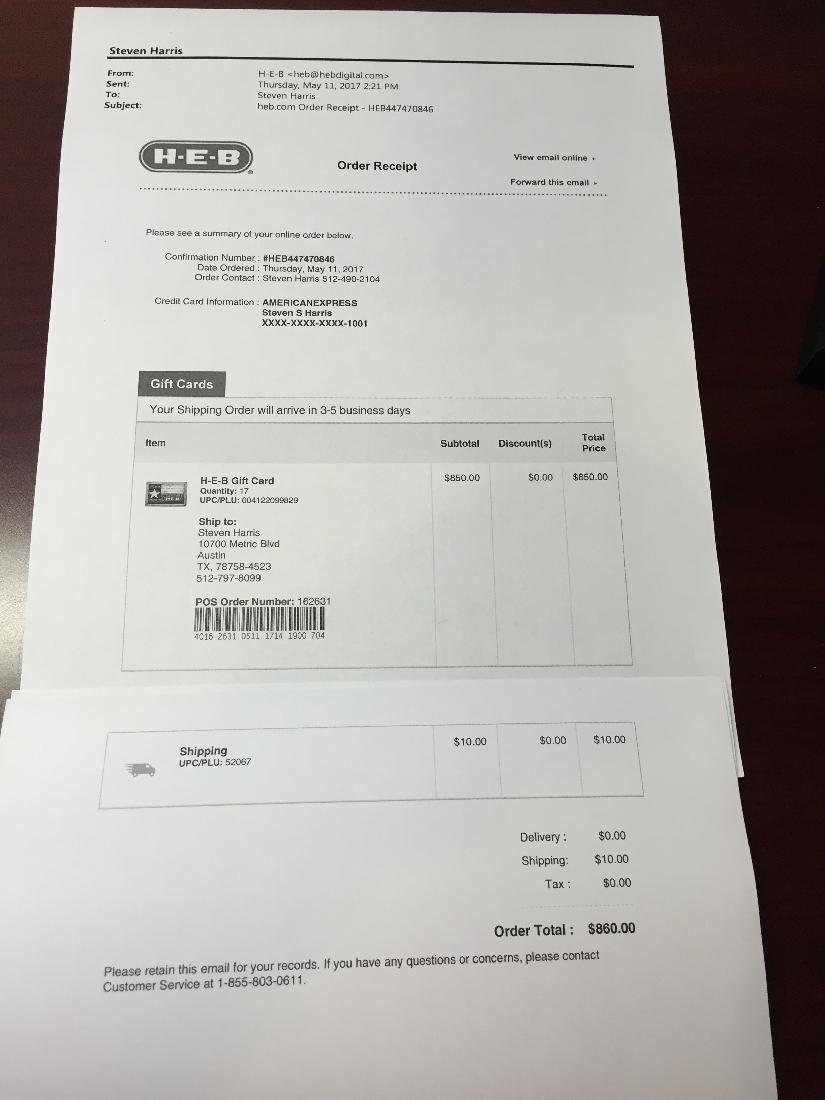 Steven Harris
From: H-E-B <heb@hebdigital.com>
Sent: Thursday, May 11, 2017 2:21 PM
To: Steven Harris
Subject: heb.com Order Receipt - HEB447470846
H-E-B
Order Receipt
View email online ▸
Forward this email ▸
Please see a summary of your online order below.
Confirmation Number : #HEB447470846
Date Ordered : Thursday, May 11, 2017
Order Contact : Steven Harris 512-490-2104
Credit Card Information : AMERICANEXPRESS
Steven S Harris
XXXX-XXXX-XXXX-1001
Gift Cards
Your Shipping Order will arrive in 3-5 business days
Item Subtotal Discount(s) Total Price
H-E-B Gift Card $850.00 $0.00 $850.00
Quantity: 17
UPC/PLU: 004122099829
Ship to:
Steven Harris
10700 Metric Blvd
Austin
TX, 78758-4523
512-797-8099
POS Order Number: 162631
4016 2631 0511 1714 1900 704
Shipping $10.00 $0.00 $10.00
UPC/PLU: 52067
Delivery : $0.00
Shipping: $10.00
Tax : $0.00
Order Total : $860.00
Please retain this email for your records. If you have any questions or concerns, please contact
Customer Service at 1-855-803-0611.